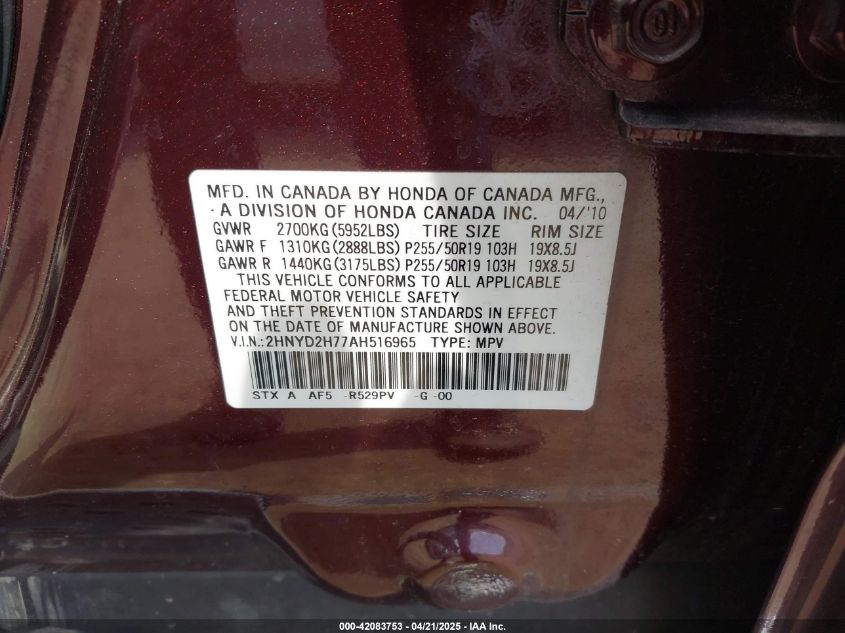 MFD. IN CANADA BY HONDA OF CANADA MFG.,
A DIVISION OF HONDA CANADA INC. 04/'10
GVWR 2700KG(5952LBS) TIRE SIZE RIM SIZE
GAWR F 1310KG(2888LBS) P255/50R19 103H 19X8.5J
GAWR R 1440KG(3175LBS) P255/50R19 103H 19X8.5J
THIS VEHICLE CONFORMS TO ALL APPLICABLE
FEDERAL MOTOR VEHICLE SAFETY
AND THEFT PREVENTION STANDARDS IN EFFECT
ON THE DATE OF MANUFACTURE SHOWN ABOVE.
V.I.N.: 2HNYD2H77AH516965 TYPE: MPV
STX A AF5 -R529PV -G -00
000-42083753 - 04/21/2025 - IAA Inc.